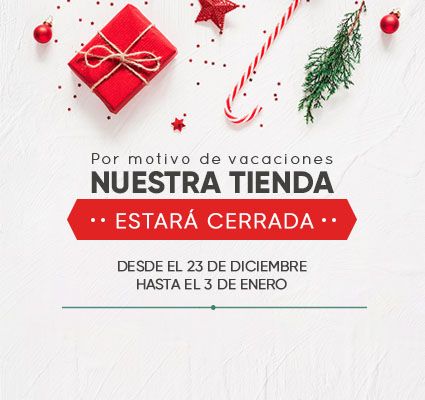 Por motivo de vacaciones
NUESTRA TIENDA
·· ESTARÁ CERRADA ··
DESDE EL 23 DE DICIEMBRE
HASTA EL 3 DE ENERO